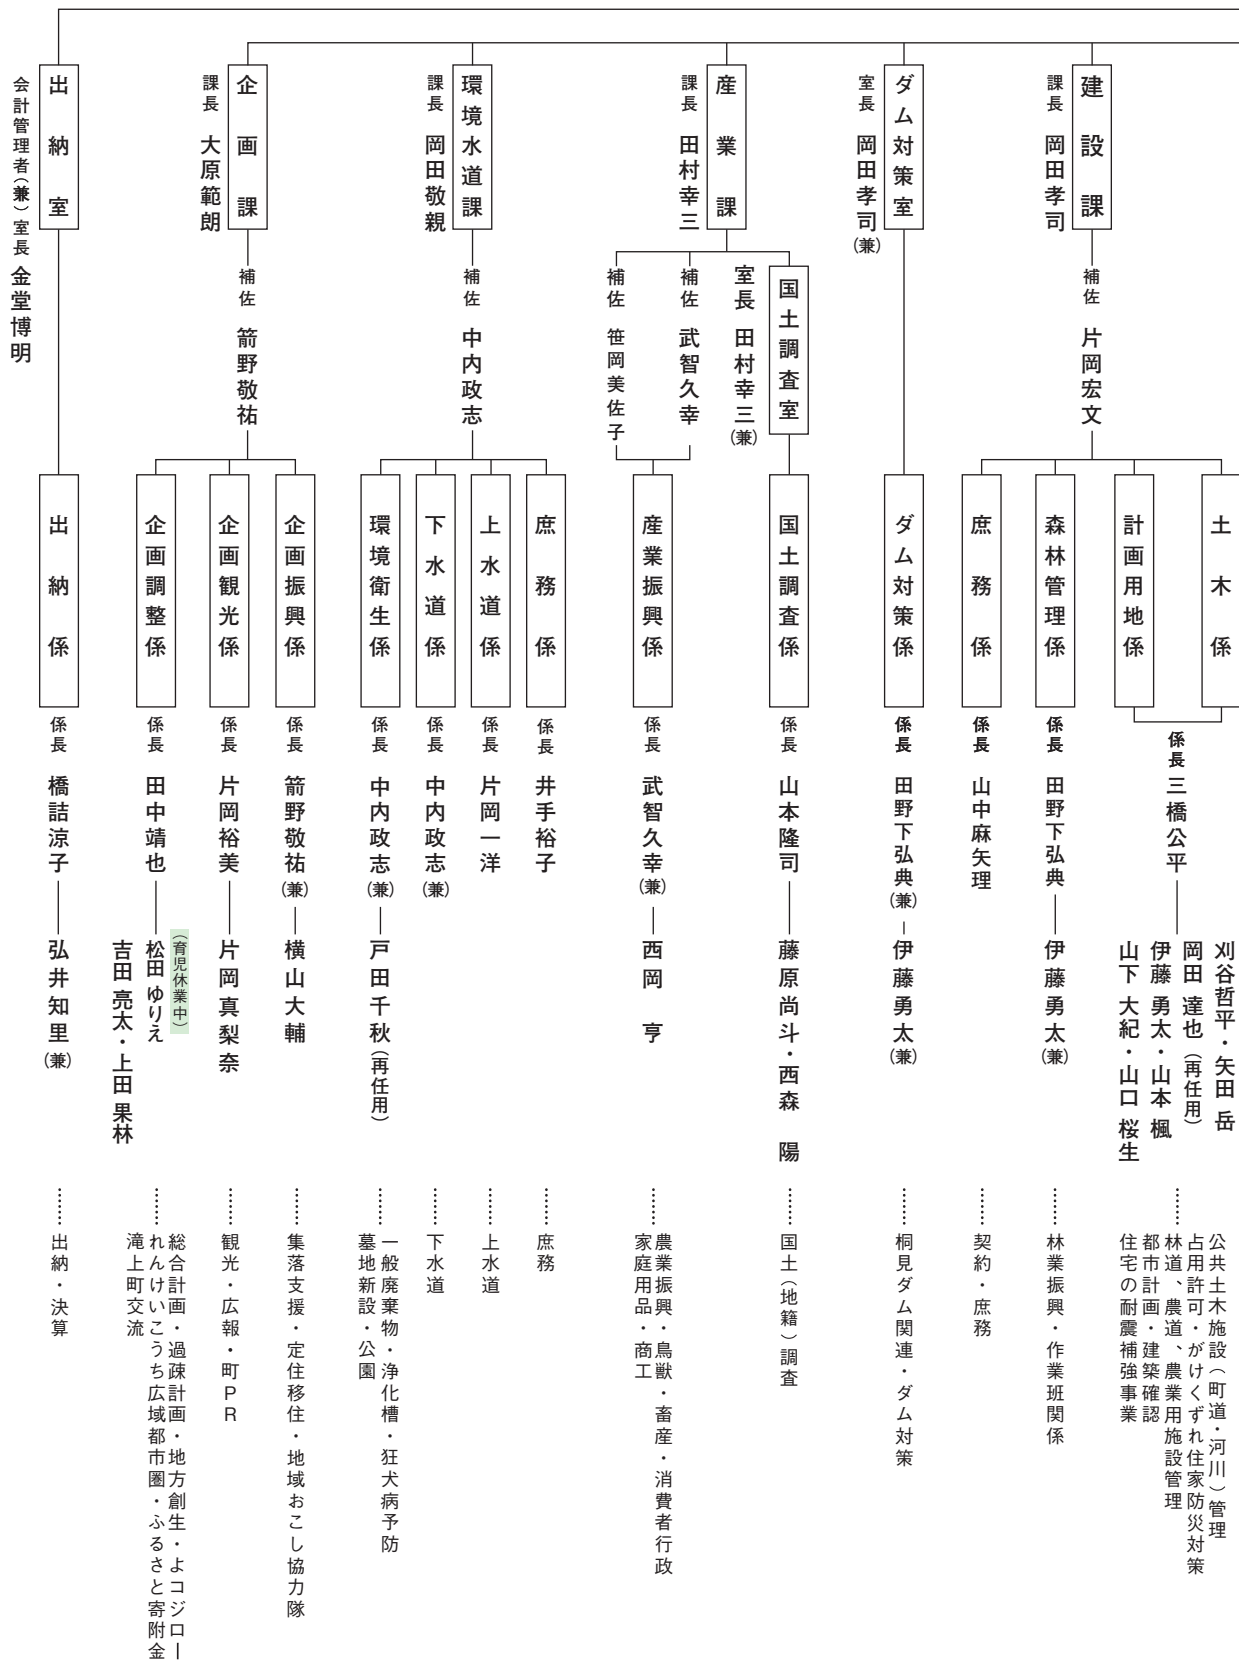 建設課
課長 岡田孝司
補佐 片岡宏文
土木係
計画用地係
係長 三橋公平
刈谷哲平・矢田 岳
岡田 達也(再任用)
伊藤 勇太・山本 楓
山下 大紀・山口 桜生
……公共土木施設(町道・河川)管理
占用許可・がけくずれ住家防災対策
林道、農道、農業用施設管理
都市計画・建築確認
住宅の耐震補強事業
森林管理係
係長 田野下弘典
伊藤勇太(兼)
……林業振興・作業班関係
庶務係
係長 山中麻矢理
……契約・庶務
ダム対策室
室長 岡田孝司(兼)
ダム対策係
係長 田野下弘典(兼)
伊藤勇太(兼)
……桐見ダム関連・ダム対策
産業課
課長 田村幸三
国土調査室
室長 田村幸三(兼)
国土調査係
係長 山本隆司
藤原尚斗・西森 陽
……国土(地籍)調査
補佐 武智久幸
補佐 笹岡美佐子
産業振興係
係長 武智久幸(兼)
西岡 亨
……農業振興・鳥獣・畜産・消費者行政
家庭用品・商工
環境水道課
課長 岡田敬親
補佐 中内政志
庶務係
係長 井手裕子
……庶務
上水道係
係長 片岡一洋
……上水道
下水道係
係長 中内政志(兼)
……下水道
環境衛生係
係長 中内政志(兼)
戸田千秋(再任用)
……一般廃棄物・浄化槽・狂犬病予防
墓地新設・公園
企画課
課長 大原範朗
補佐 箭野敬祐
企画振興係
係長 箭野敬祐(兼)
横山大輔
……集落支援・定住移住・地域おこし協力隊
企画観光係
係長 片岡裕美
片岡真梨奈
……観光・広報・町PR
企画調整係
係長 田中靖也
(育児休業中)
松田 ゆりえ
吉田 亮太・上田 果林
……総合計画・過疎計画・地方創生・よコジロー
れんけいこうち広域都市圏・ふるさと寄附金
滝上町交流
出納室
会計管理者(兼)室長 金堂博明
出納係
係長 橋詰涼子
弘井知里(兼)
……出納・決算